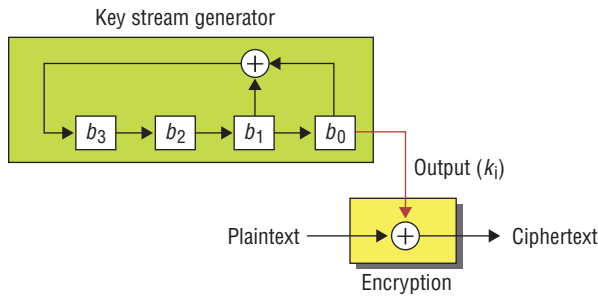 Key stream generator
+
b₃ b₂ b₁ b₀
Output (kᵢ)
Plaintext + Ciphertext
Encryption